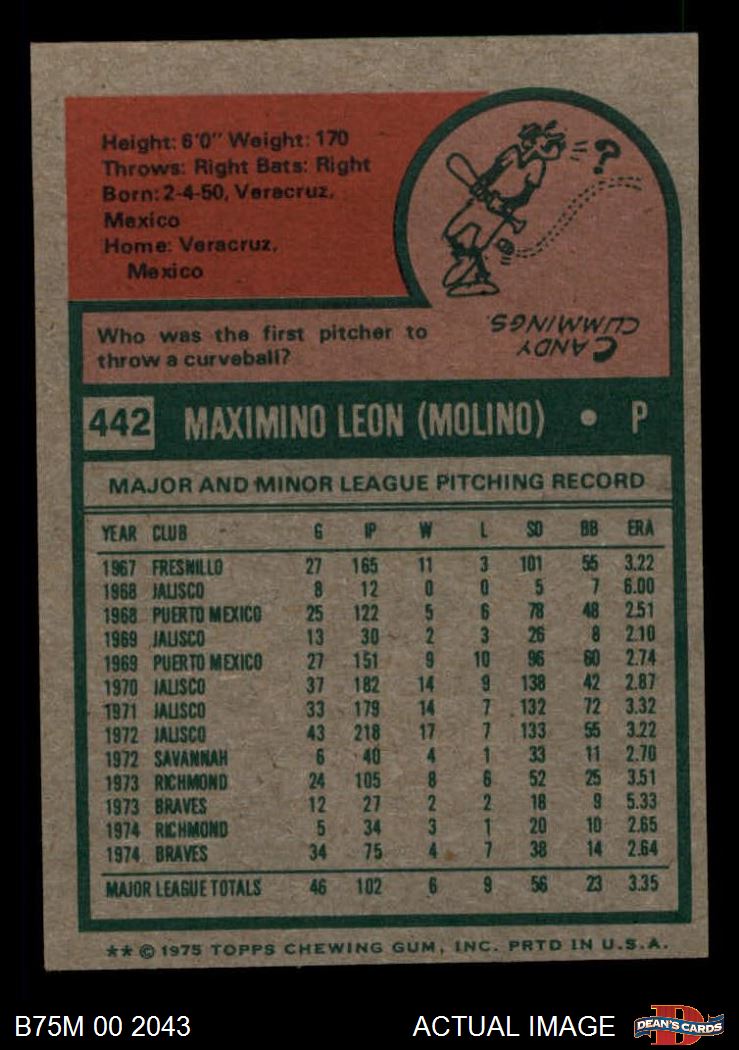 Height: 6'0" Weight: 170
Throws: Right Bats: Right
Born: 2-4-50, Veracruz,
Mexico
Home: Veracruz,
Mexico
?
Who was the first pitcher to
throw a curveball?
CANDY
CUMMINGS.
442 MAXIMINO LEON (MOLINO) • P
MAJOR AND MINOR LEAGUE PITCHING RECORD
YEAR CLUB G IP W L SO BB ERA
1967 FRESNILLO 27 165 11 3 101 55 3.22
1968 JALISCO 8 12 0 0 5 7 6.00
1968 PUERTO MEXICO 25 122 5 6 78 48 2.51
1969 JALISCO 13 30 2 3 26 8 2.10
1969 PUERTO MEXICO 27 151 9 10 96 60 2.74
1970 JALISCO 37 182 14 9 138 42 2.87
1971 JALISCO 33 179 14 7 132 72 3.32
1972 JALISCO 43 218 17 7 133 55 3.22
1972 SAVANNAH 6 40 4 1 33 11 2.70
1973 RICHMOND 24 105 8 6 52 25 3.51
1973 BRAVES 12 27 2 2 18 9 5.33
1974 RICHMOND 5 34 3 1 20 10 2.65
1974 BRAVES 34 75 4 7 38 14 2.64
MAJOR LEAGUE TOTALS 46 102 6 9 56 23 3.35
** © 1975 TOPPS CHEWING GUM, INC. PRTD IN U.S.A.
B75M 00 2043 ACTUAL IMAGE
DEAN'S CARDS